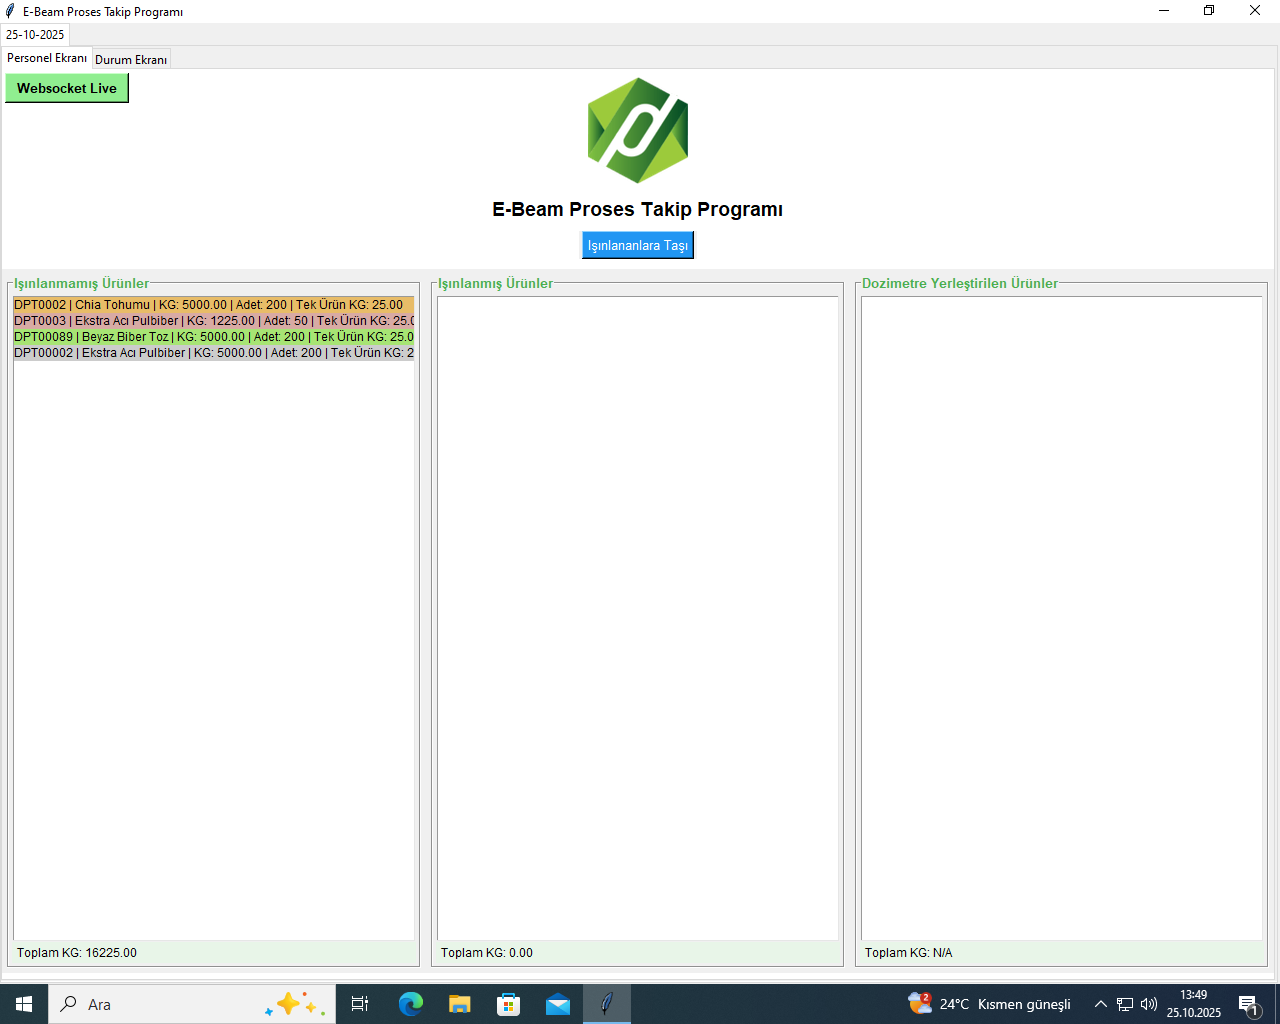 E-Beam Proses Takip Programı
25-10-2025
Personel Ekranı Durum Ekranı
Websocket Live
E-Beam Proses Takip Programı
Işınlananlara Taşı
Işınlanmamış Ürünler
DPT0002 | Chia Tohumu | KG: 5000.00 | Adet: 200 | Tek Ürün KG: 25.00
DPT0003 | Ekstra Acı Pulbiber | KG: 1225.00 | Adet: 50 | Tek Ürün KG: 25.0
DPT00089 | Beyaz Biber Toz | KG: 5000.00 | Adet: 200 | Tek Ürün KG: 25.0
DPT00002 | Ekstra Acı Pulbiber | KG: 5000.00 | Adet: 200 | Tek Ürün KG: 2
Toplam KG: 16225.00
Işınlanmış Ürünler
Toplam KG: 0.00
Dozimetre Yerleştirilen Ürünler
Toplam KG: N/A
Ara
2
24°C Kısmen güneşli
13:49
25.10.2025
1